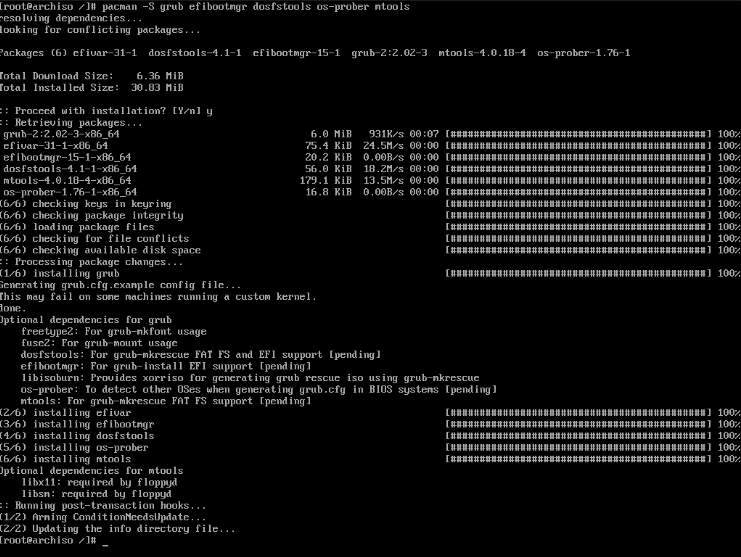 [root@archiso /]# pacman -S grub efibootmgr dosfstools os-prober mtools
resolving dependencies...
looking for conflicting packages...
Packages (6) efivar-31-1  dosfstools-4.1-1  efibootmgr-15-1  grub-2:2.02-3  mtools-4.0.18-4  os-prober-1.76-1
Total Download Size:    6.36 MiB
Total Installed Size:  30.83 MiB
:: Proceed with installation? [Y/n] y
:: Retrieving packages...
 grub-2:2.02-3-x86_64    6.0 MiB   931K/s 00:07 [############################################] 100%
 efivar-31-1-x86_64    75.4 KiB  24.5M/s 00:00 [############################################] 100%
 efibootmgr-15-1-x86_64    20.2 KiB  0.00B/s 00:00 [############################################] 100%
 dosfstools-4.1-1-x86_64    56.0 KiB  18.2M/s 00:00 [############################################] 100%
 mtools-4.0.18-4-x86_64    179.1 KiB  13.5M/s 00:00 [############################################] 100%
 os-prober-1.76-1-x86_64    16.8 KiB  0.00B/s 00:00 [############################################] 100%
(6/6) checking keys in keyring    [############################################] 100%
(6/6) checking package integrity    [############################################] 100%
(6/6) loading package files    [############################################] 100%
(6/6) checking for file conflicts    [############################################] 100%
(6/6) checking available disk space    [############################################] 100%
:: Processing package changes...
(1/6) installing grub    [############################################] 100%
Generating grub.cfg.example config file...
This may fail on some machines running a custom kernel.
done.
Optional dependencies for grub
    freetype2: For grub-mkfont usage
    fuse2: For grub-mount usage
    dosfstools: For grub-mkrescue FAT FS and EFI support [pending]
    efibootmgr: For grub-install EFI support [pending]
    libisoburn: Provides xorriso for generating grub rescue iso using grub-mkrescue
    os-prober: To detect other OSes when generating grub.cfg in BIOS systems [pending]
    mtools: For grub-mkrescue FAT FS support [pending]
(2/6) installing efivar    [############################################] 100%
(3/6) installing efibootmgr    [############################################] 100%
(4/6) installing dosfstools    [############################################] 100%
(5/6) installing os-prober    [############################################] 100%
(6/6) installing mtools    [############################################] 100%
Optional dependencies for mtools
    libx11: required by floppyd
    libsm: required by floppyd
:: Running post-transaction hooks...
(1/2) Arming ConditionNeedsUpdate...
(2/2) Updating the info directory file...
[root@archiso /]# _